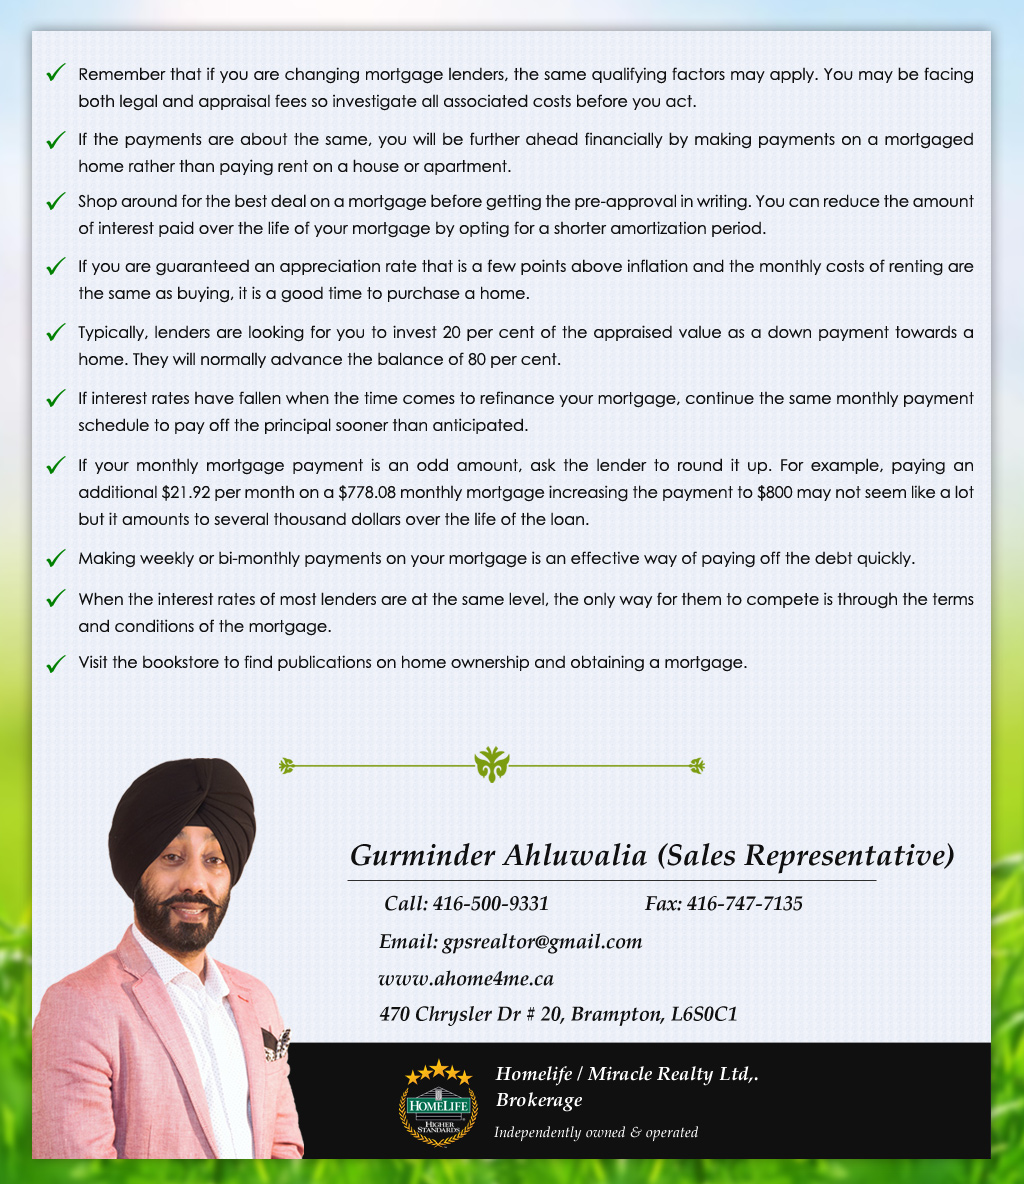 Remember that if you are changing mortgage lenders, the same qualifying factors may apply. You may be facing
both legal and appraisal fees so investigate all associated costs before you act.
If the payments are about the same, you will be further ahead financially by making payments on a mortgaged
home rather than paying rent on a house or apartment.
Shop around for the best deal on a mortgage before getting the pre-approval in writing. You can reduce the amount
of interest paid over the life of your mortgage by opting for a shorter amortization period.
If you are guaranteed an appreciation rate that is a few points above inflation and the monthly costs of renting are
the same as buying, it is a good time to purchase a home.
Typically, lenders are looking for you to invest 20 per cent of the appraised value as a down payment towards a
home. They will normally advance the balance of 80 per cent.
If interest rates have fallen when the time comes to refinance your mortgage, continue the same monthly payment
schedule to pay off the principal sooner than anticipated.
If your monthly mortgage payment is an odd amount, ask the lender to round it up. For example, paying an
additional $21.92 per month on a $778.08 monthly mortgage increasing the payment to $800 may not seem like a lot
but it amounts to several thousand dollars over the life of the loan.
Making weekly or bi-monthly payments on your mortgage is an effective way of paying off the debt quickly.
When the interest rates of most lenders are at the same level, the only way for them to compete is through the terms
and conditions of the mortgage.
Visit the bookstore to find publications on home ownership and obtaining a mortgage.
Gurminder Ahluwalia (Sales Representative)
Call: 416-500-9331 Fax: 416-747-7135
Email: gpsrealtor@gmail.com
www.ahome4me.ca
470 Chrysler Dr # 20, Brampton, L6S0C1
HOMELIFE
HIGHER
STANDARDS
Homelife / Miracle Realty Ltd,.
Brokerage
Independently owned & operated